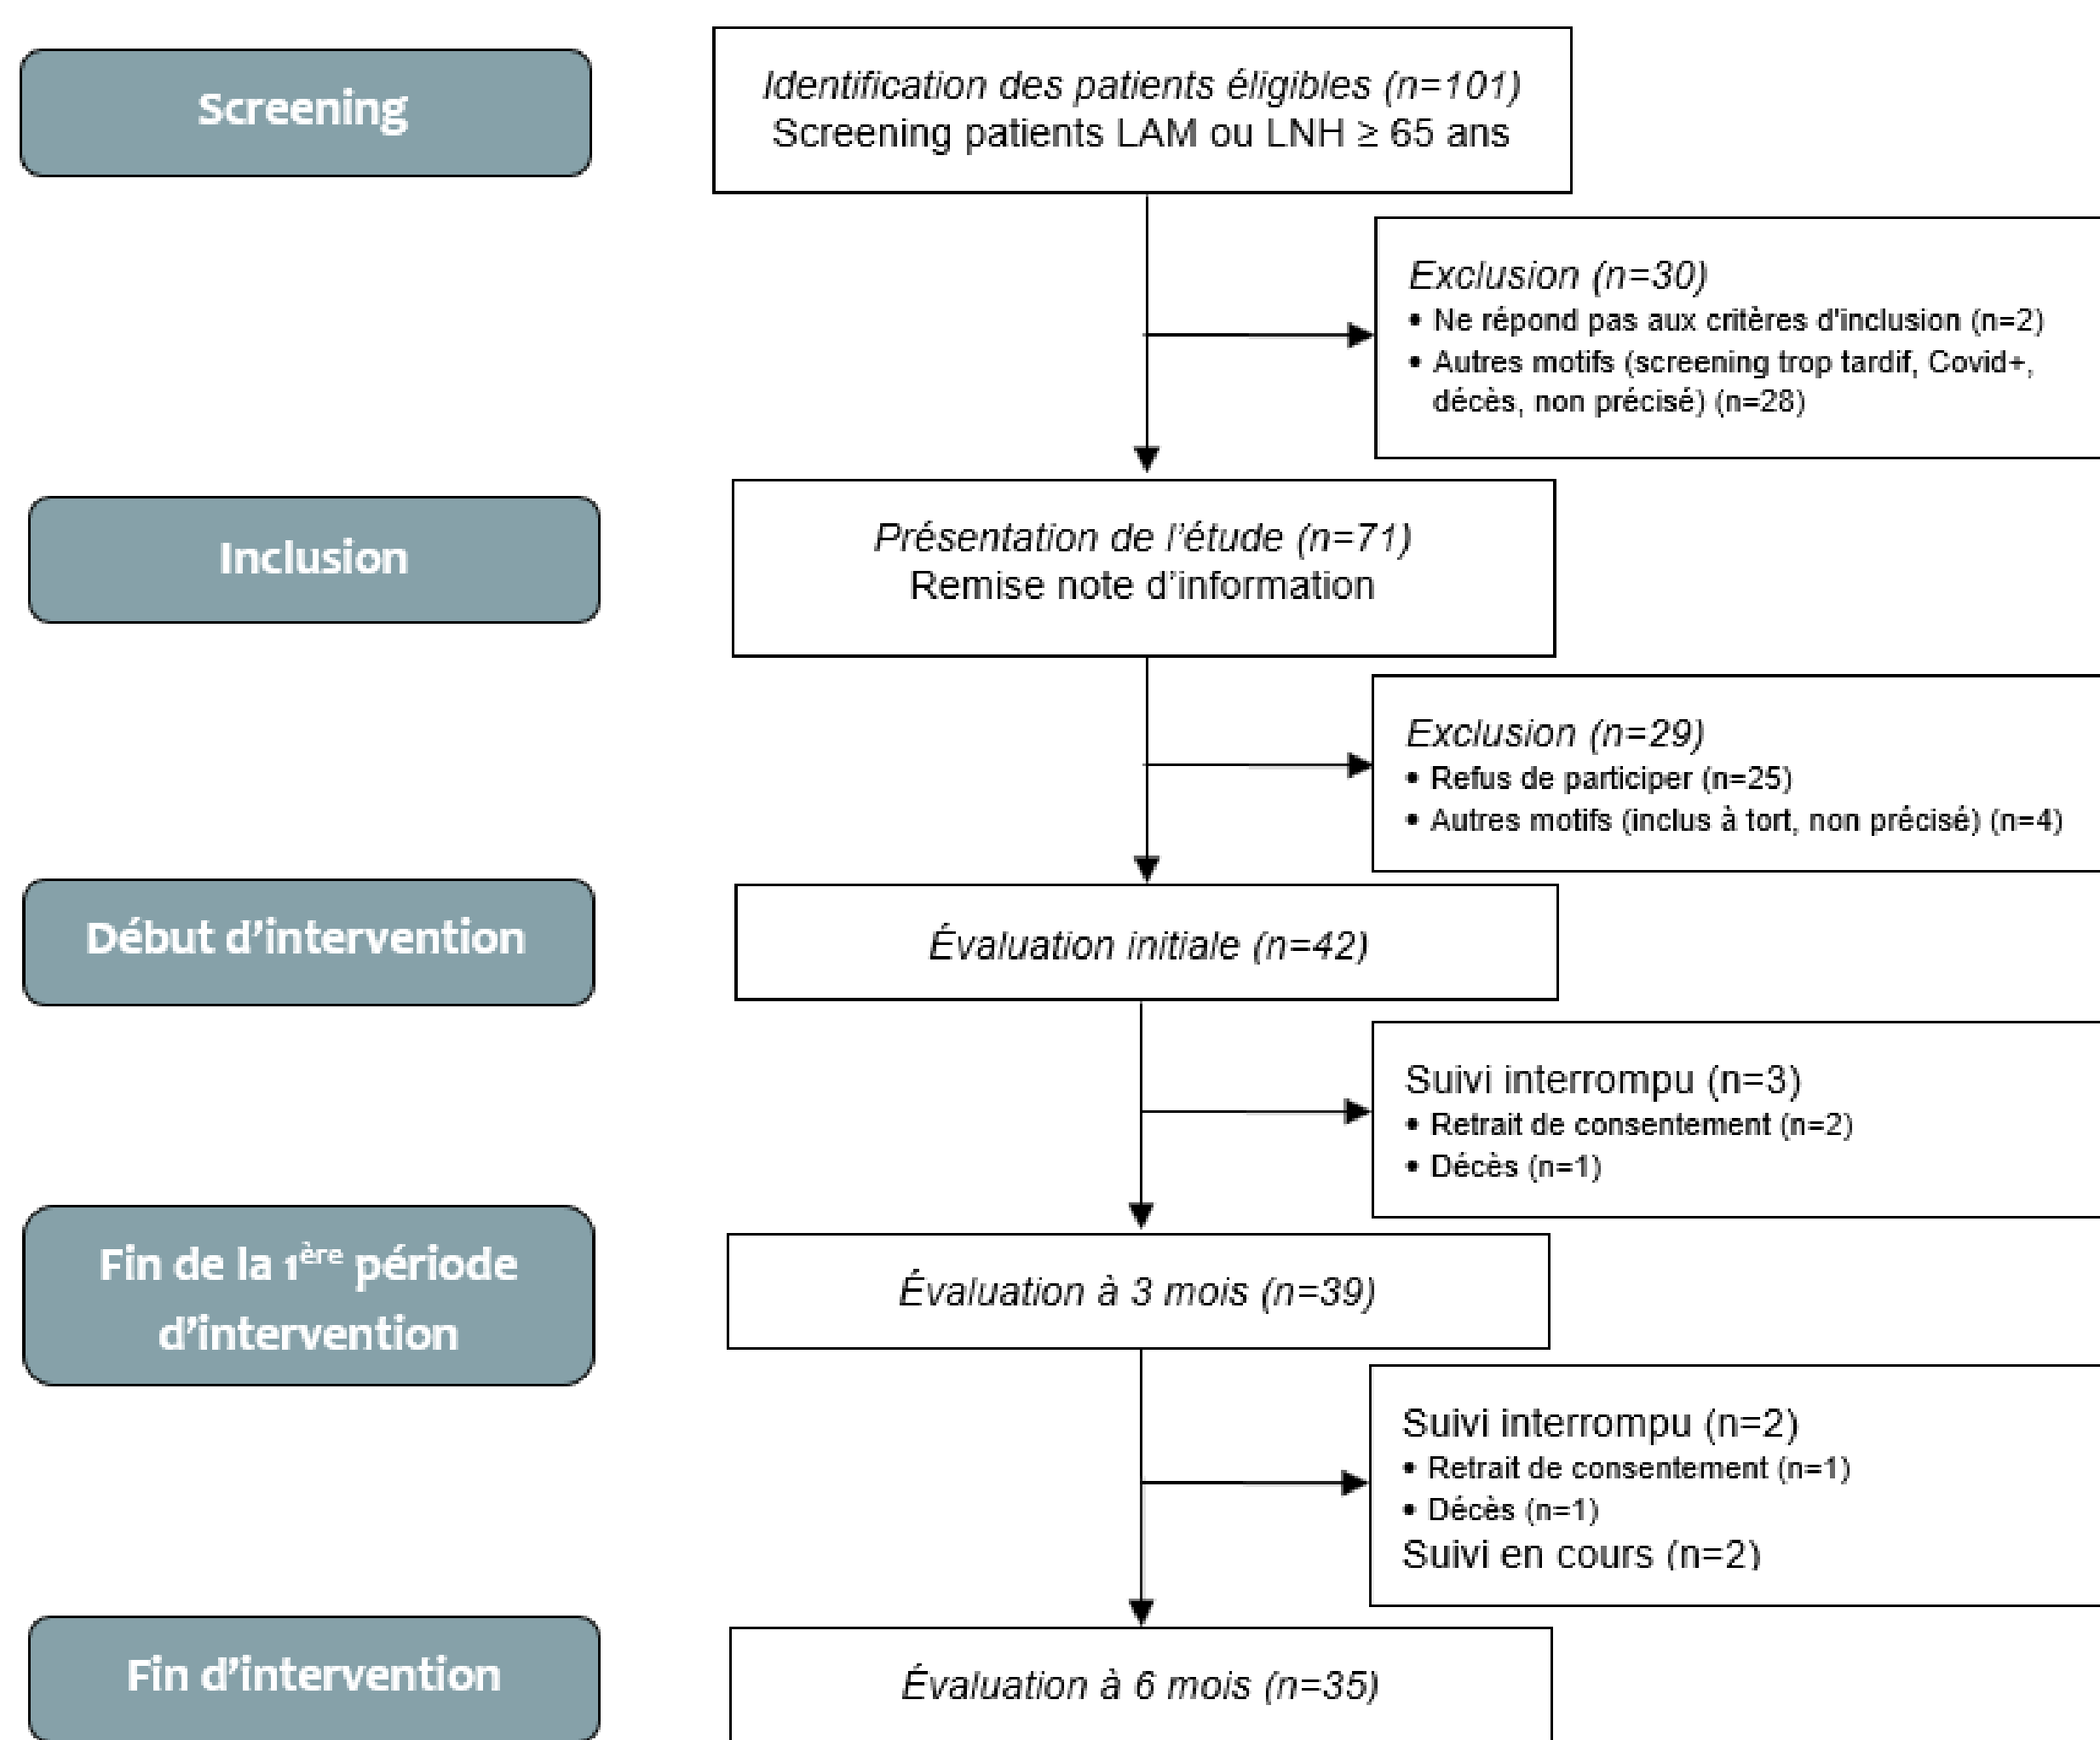 Screening
Identification des patients éligibles (n=101)
Screening patients LAM ou LNH ≥ 65 ans
Exclusion (n=30)
• Ne répond pas aux critères d'inclusion (n=2)
• Autres motifs (screening trop tardif, Covid+,
décès, non précisé) (n=28)
Inclusion
Présentation de l’étude (n=71)
Remise note d’information
Exclusion (n=29)
• Refus de participer (n=25)
• Autres motifs (inclus à tort, non précisé) (n=4)
Début d’intervention
Évaluation initiale (n=42)
Suivi interrompu (n=3)
• Retrait de consentement (n=2)
• Décès (n=1)
Fin de la 1ère période
d’intervention
Évaluation à 3 mois (n=39)
Suivi interrompu (n=2)
• Retrait de consentement (n=1)
• Décès (n=1)
Suivi en cours (n=2)
Fin d’intervention
Évaluation à 6 mois (n=35)